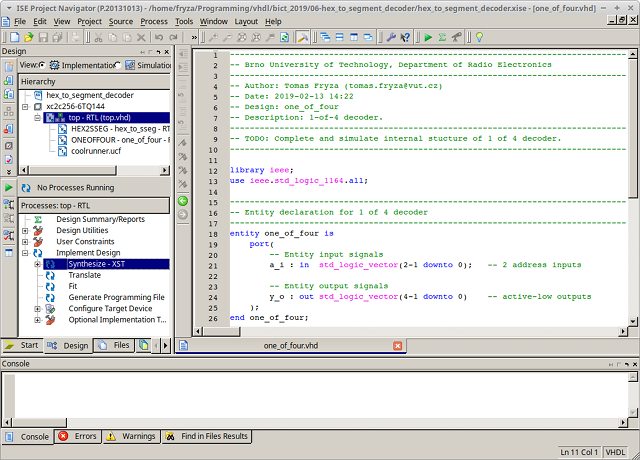 ISE Project Navigator (P.20131013) - /home/fryza/Programming/vhdl/bict_2019/06-hex_to_segment_decoder/hex_to_segment_decoder.xise - [one_of_four.vhd]
File Edit View Project Source Process Tools Window Layout Help
Design
View: Implementation Simulation
Hierarchy
hex_to_segment_decoder
xc2c256-6TQ144
top - RTL (top.vhd)
HEX2SSEG - hex_to_sseg - RT
ONEOFFOUR - one_of_four - F
coolrunner.ucf
No Processes Running
Processes: top - RTL
Design Summary/Reports
Design Utilities
User Constraints
Implement Design
Synthesize - XST
Translate
Fit
Generate Programming File
Configure Target Device
Optional Implementation T...
Start Design Files
1 --------------------------------------------------------------------------------
2 -- Brno University of Technology, Department of Radio Electronics
3 --------------------------------------------------------------------------------
4 -- Author: Tomas Fryza (tomas.fryza@vut.cz)
5 -- Date: 2019-02-13 14:22
6 -- Design: one_of_four
7 -- Description: 1-of-4 decoder.
8 --------------------------------------------------------------------------------
9 -- TODO: Complete and simulate internal stucture of 1 of 4 decoder.
10 --------------------------------------------------------------------------------
11
12 library ieee;
13 use ieee.std_logic_1164.all;
14
15 --------------------------------------------------------------------------------
16 -- Entity declaration for 1 of 4 decoder
17 --------------------------------------------------------------------------------
18 entity one_of_four is
19 port(
20 -- Entity input signals
21 a_i : in std_logic_vector(2-1 downto 0); -- 2 address inputs
22
23 -- Entity output signals
24 y_o : out std_logic_vector(4-1 downto 0) -- active-low outputs
25 );
26 end one_of_four;
one_of_four.vhd
Console
Console Errors Warnings Find in Files Results
Ln 11 Col 1 VHDL